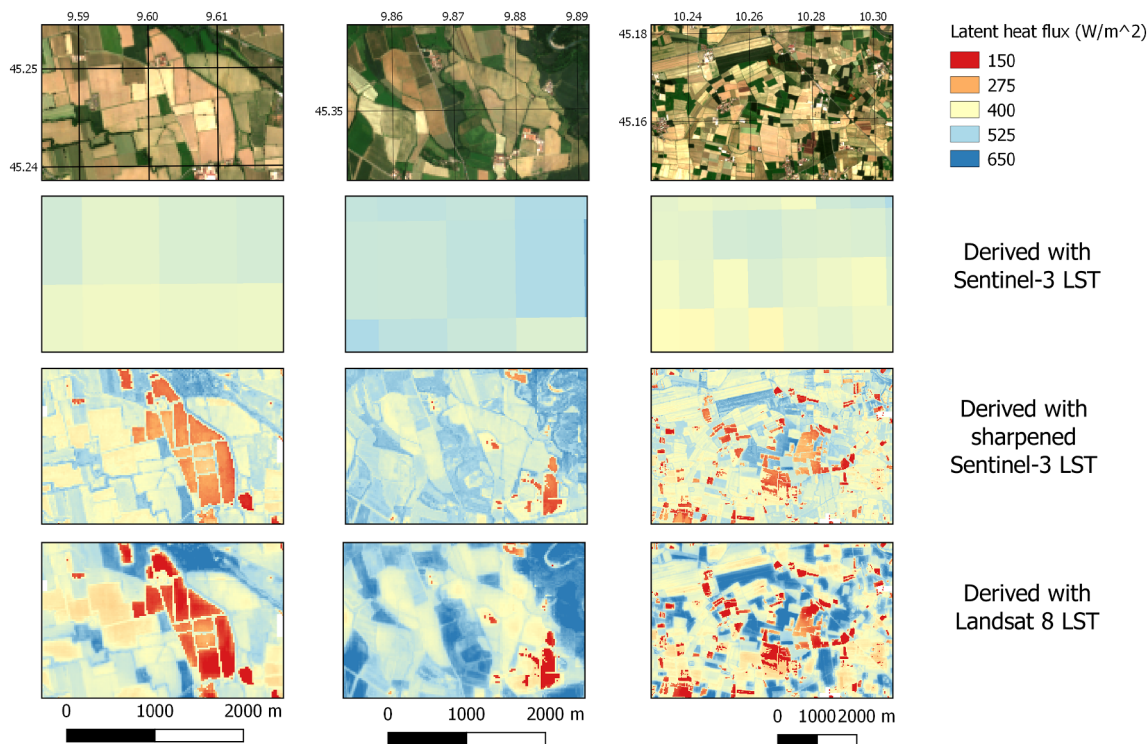 9.59 9.60 9.61
9.86 9.87 9.88 9.89
10.24 10.26 10.28 10.30
45.25
45.24
45.35
45.18
45.16
Latent heat flux (W/m^2)
150
275
400
525
650
Derived with
Sentinel-3 LST
Derived with
sharpened
Sentinel-3 LST
Derived with
Landsat 8 LST
0 1000 2000 m
0 1000 2000 m
0 1000 2000 m